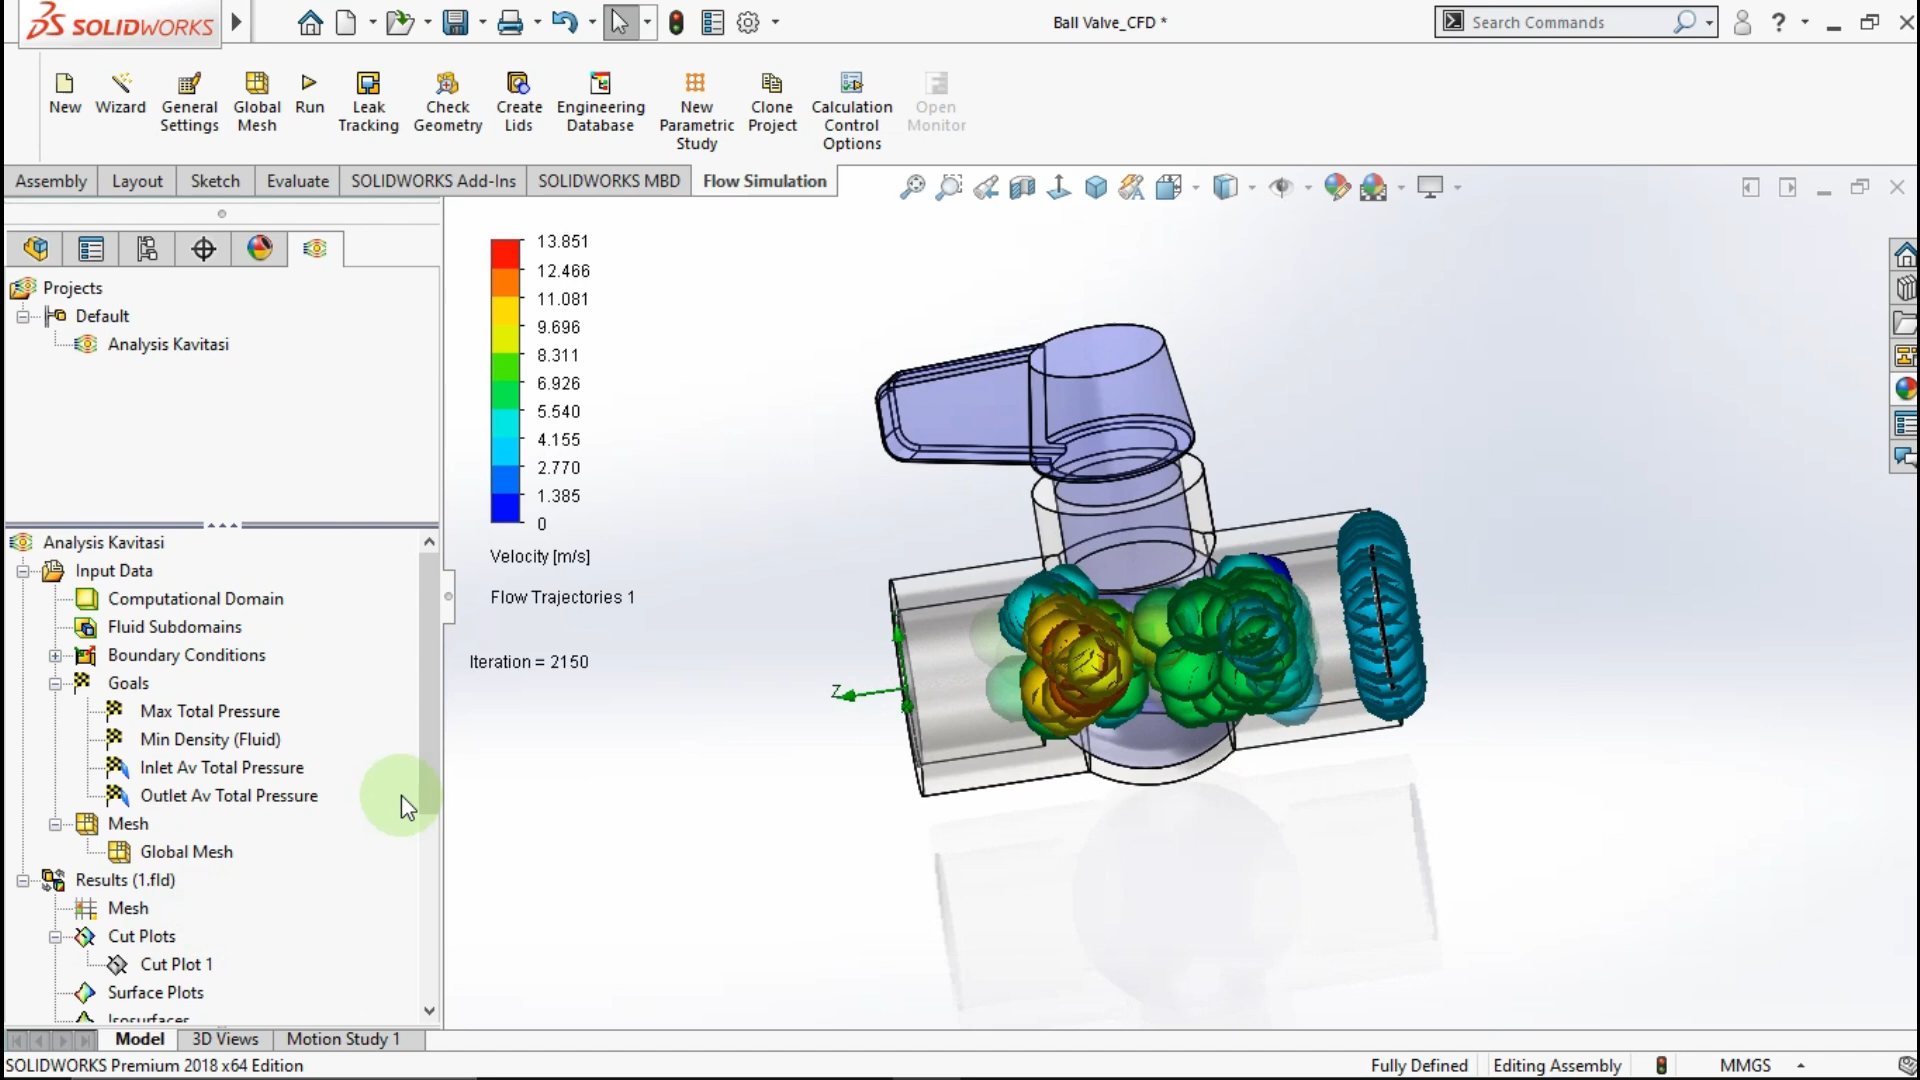 SOLIDWORKS
Ball Valve_CFD *
Search Commands
?
New
Wizard
General Settings
Global Mesh
Run
Leak Tracking
Check Geometry
Create Lids
Engineering Database
New Parametric Study
Clone Project
Calculation Control Options
Open Monitor
Assembly
Layout
Sketch
Evaluate
SOLIDWORKS Add-Ins
SOLIDWORKS MBD
Flow Simulation
Projects
Default
Analysis Kavitasi
Analysis Kavitasi
Input Data
Computational Domain
Fluid Subdomains
Boundary Conditions
Goals
Max Total Pressure
Min Density (Fluid)
Inlet Av Total Pressure
Outlet Av Total Pressure
Mesh
Global Mesh
Results (1.fld)
Mesh
Cut Plots
Cut Plot 1
Surface Plots
Isosurfaces
13.851
12.466
11.081
9.696
8.311
6.926
5.540
4.155
2.770
1.385
0
Velocity [m/s]
Flow Trajectories 1
Iteration = 2150
Z
Model
3D Views
Motion Study 1
SOLIDWORKS Premium 2018 x64 Edition
Fully Defined
Editing Assembly
MMGS